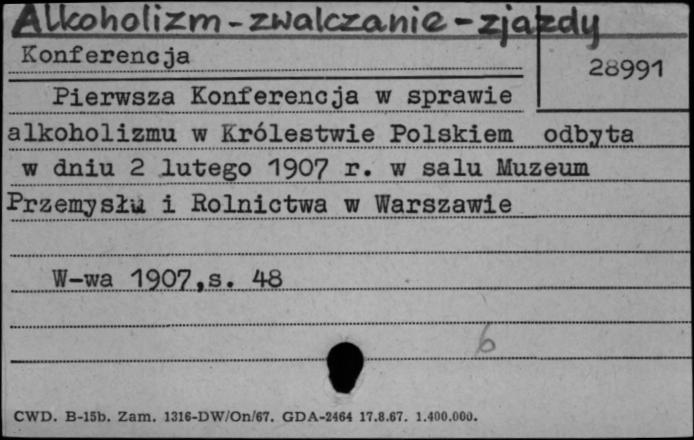 Alkoholizm - zwalczanie - zjazdy
Konferencja
28991
Pierwsza Konferencja w sprawie
alkoholizmu w Królestwie Polskiem odbyta
w dniu 2 lutego 1907 r. w salu Muzeum
Przemysłu i Rolnictwa w Warszawie
W-wa 1907,s. 48
6
CWD. B-15b. Zam. 1316-DW/On/67. GDA-2464 17.8.67. 1.400.000.